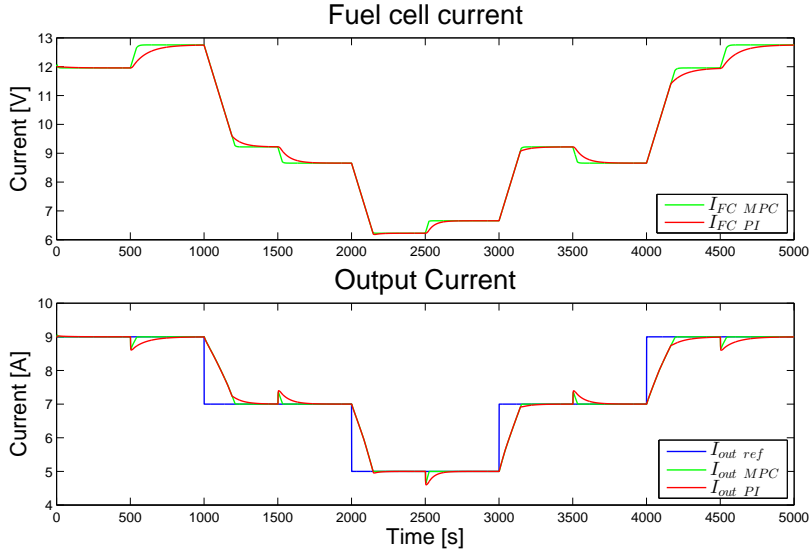 Fuel cell current
13
12
11
10
9
8
7
6
Current [V]
I_FC MPC
I_FC PI
0 500 1000 1500 2000 2500 3000 3500 4000 4500 5000
Output Current
10
9
8
7
6
5
4
Current [A]
I_out ref
I_out MPC
I_out PI
0 500 1000 1500 2000 2500 3000 3500 4000 4500 5000
Time [s]